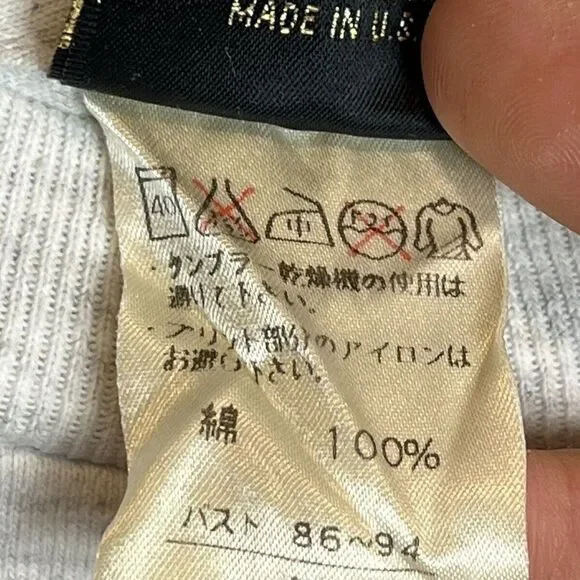 MADE IN U.S.
40 中
・タンブラー乾燥機の使用は
避けて下さい。
・プリント部分のアイロンは
お避け下さい。
綿 100%
バスト 86~94